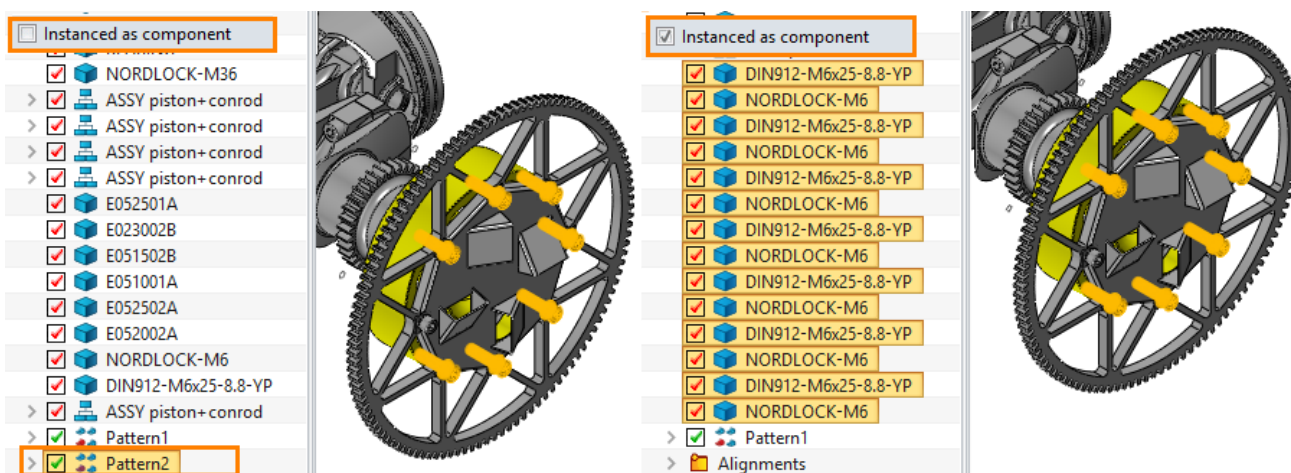 Instanced as component
NORDLOCK-M36
ASSY piston+conrod
ASSY piston+conrod
ASSY piston+conrod
ASSY piston+conrod
E052501A
E023002B
E051502B
E051001A
E052502A
E052002A
NORDLOCK-M6
DIN912-M6x25-8.8-YP
ASSY piston+conrod
Pattern1
Pattern2
Instanced as component
DIN912-M6x25-8.8-YP
NORDLOCK-M6
DIN912-M6x25-8.8-YP
NORDLOCK-M6
DIN912-M6x25-8.8-YP
NORDLOCK-M6
DIN912-M6x25-8.8-YP
NORDLOCK-M6
DIN912-M6x25-8.8-YP
NORDLOCK-M6
DIN912-M6x25-8.8-YP
NORDLOCK-M6
DIN912-M6x25-8.8-YP
NORDLOCK-M6
Pattern1
Alignments